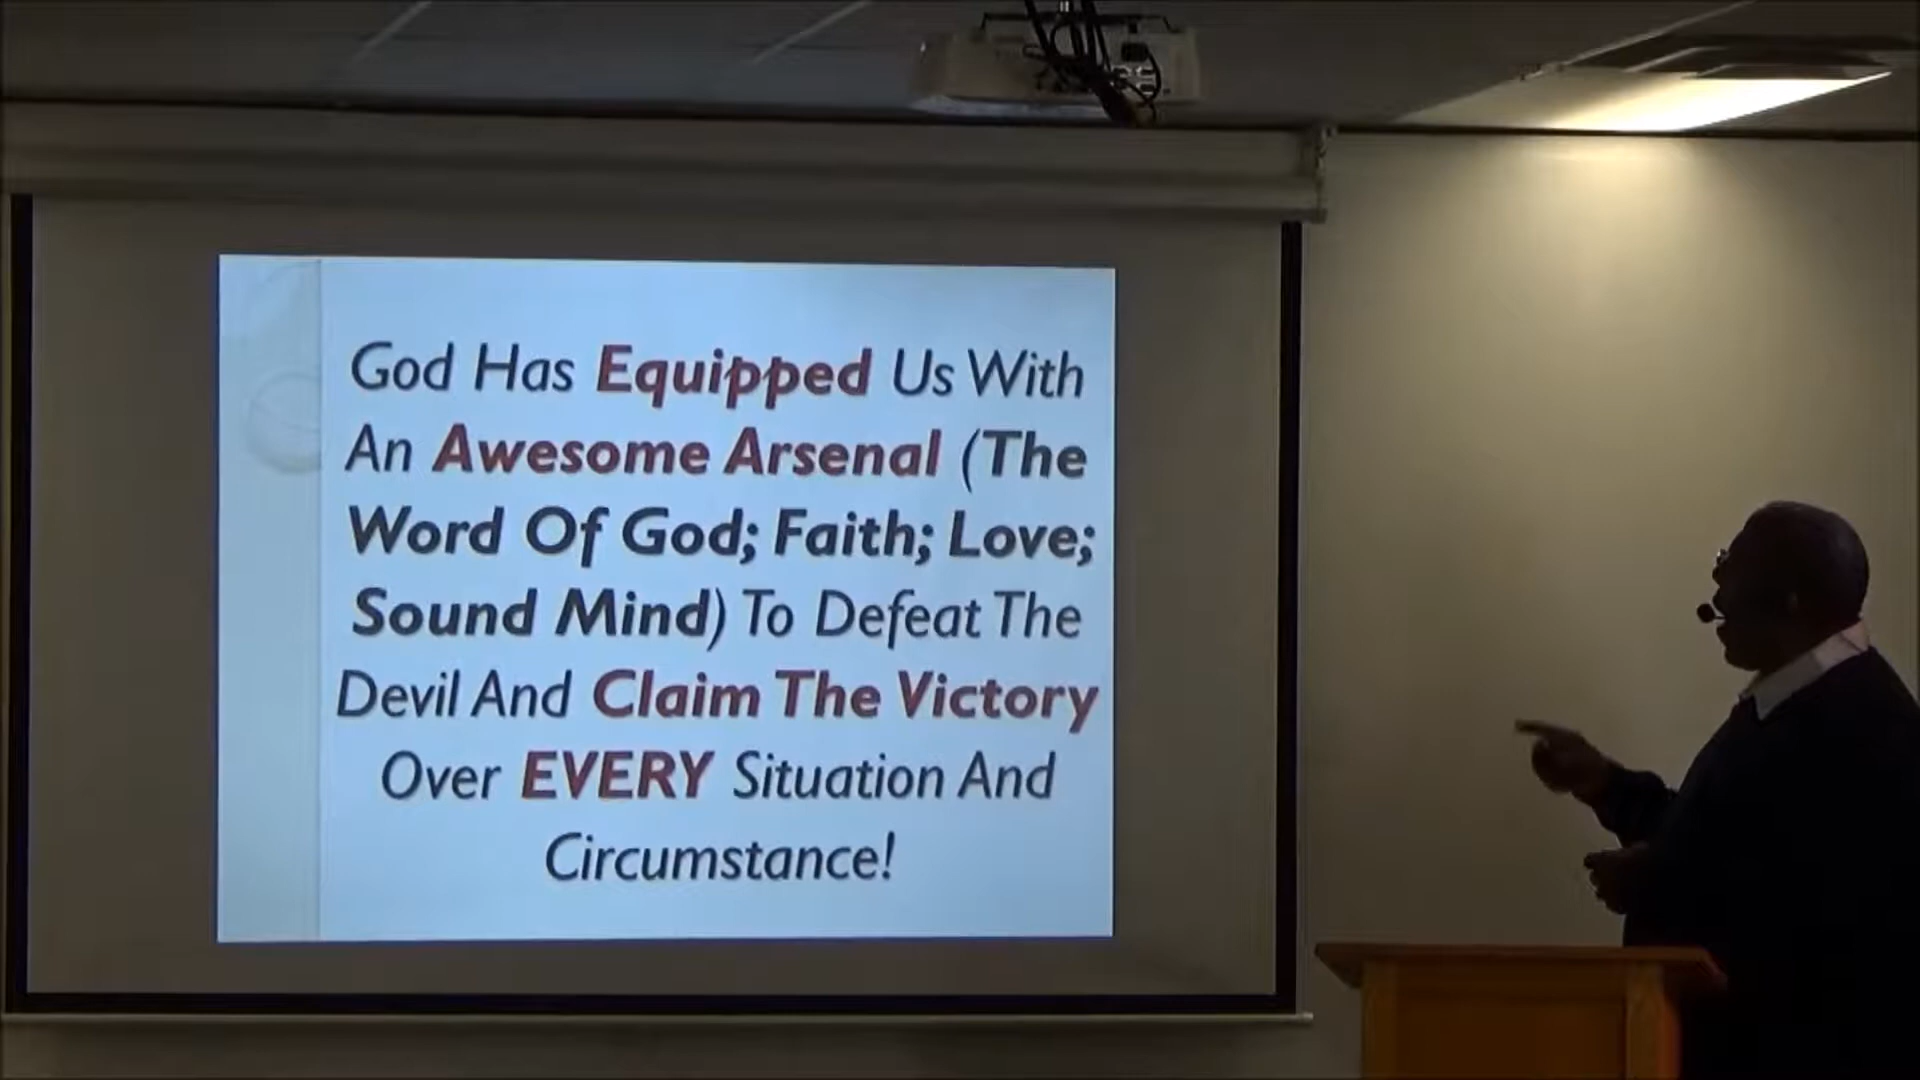 God Has Equipped Us With
An Awesome Arsenal (The
Word Of God; Faith; Love;
Sound Mind) To Defeat The
Devil And Claim The Victory
Over EVERY Situation And
Circumstance!